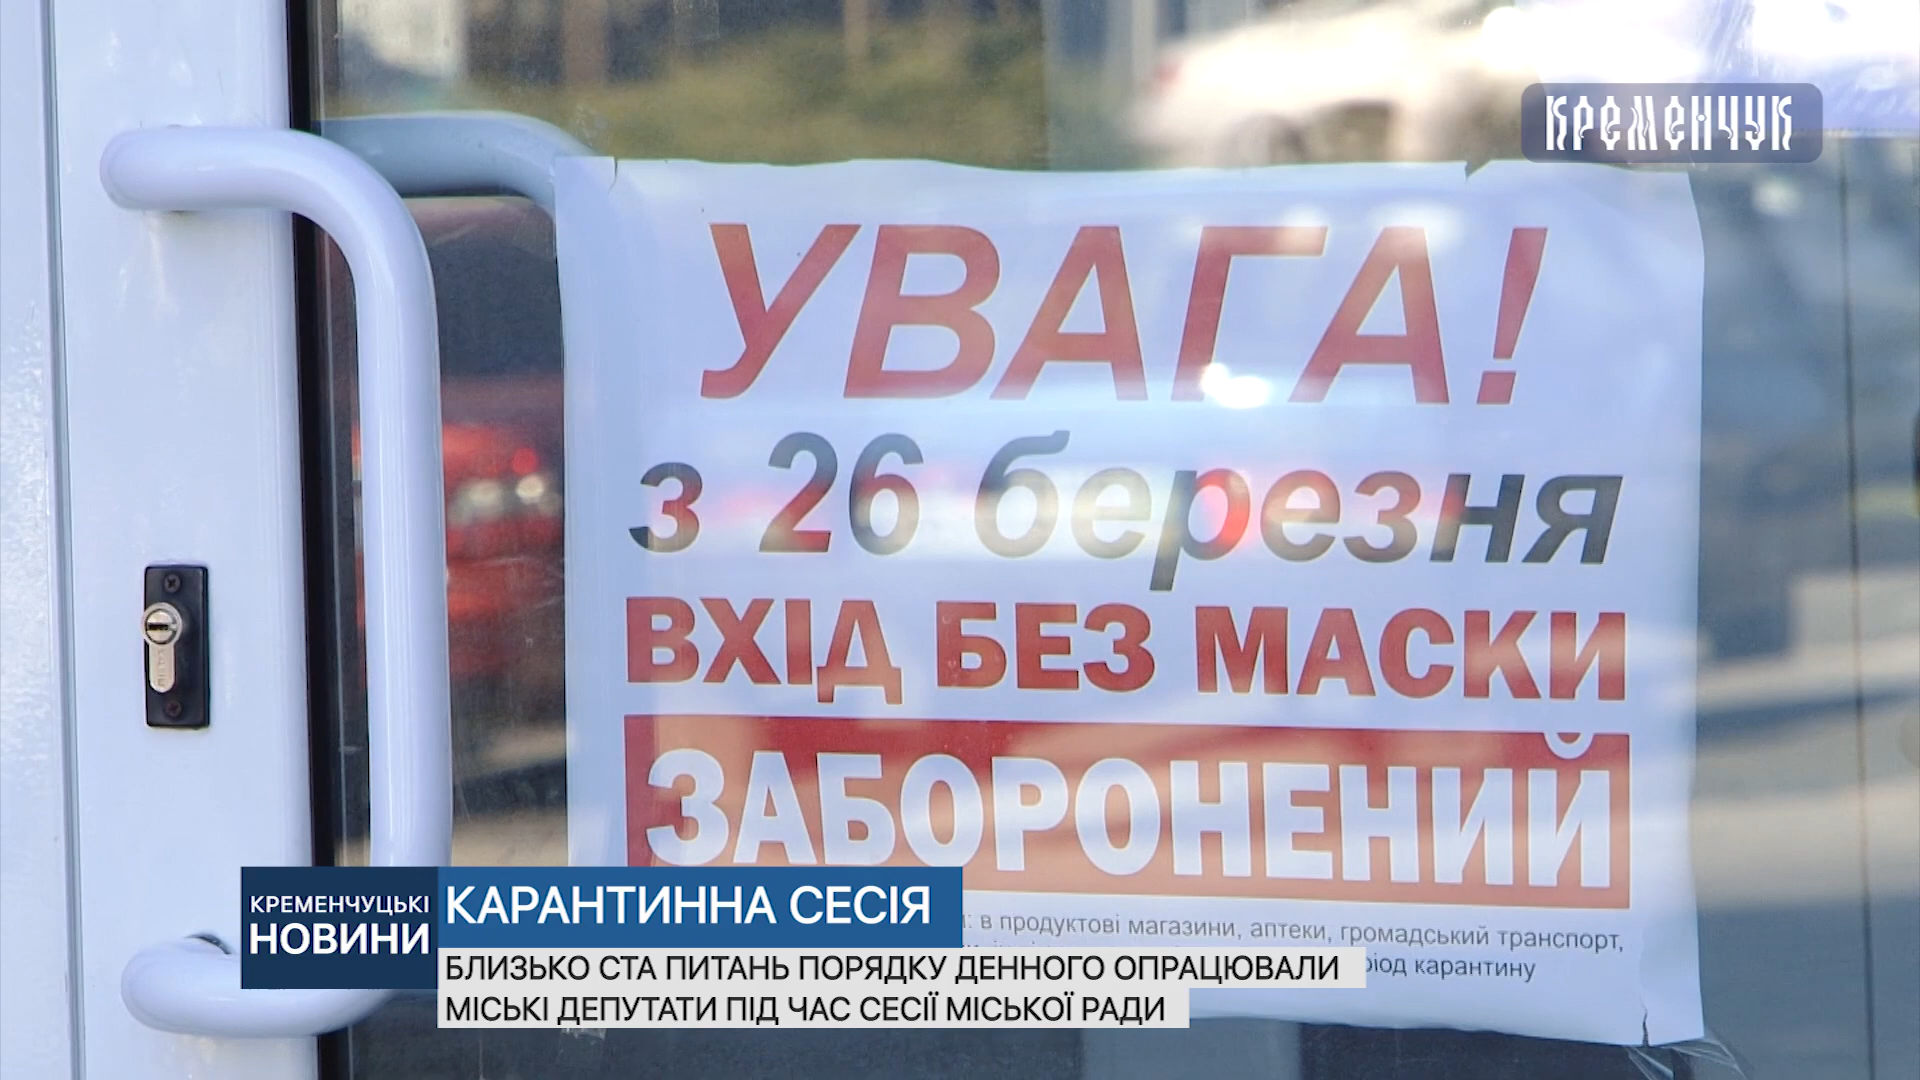 КРЕМЕНЧУК
УВАГА!
з 26 березня
ВХІД БЕЗ МАСКИ
ЗАБОРОНЕНИЙ
в продуктові магазини, аптеки, громадський транспорт,
карантину
КРЕМЕНЧУЦЬКІ
НОВИНИ
КАРАНТИННА СЕСІЯ
БЛИЗЬКО СТА ПИТАНЬ ПОРЯДКУ ДЕННОГО ОПРАЦЮВАЛИ
МІСЬКІ ДЕПУТАТИ ПІД ЧАС СЕСІЇ МІСЬКОЇ РАДИ